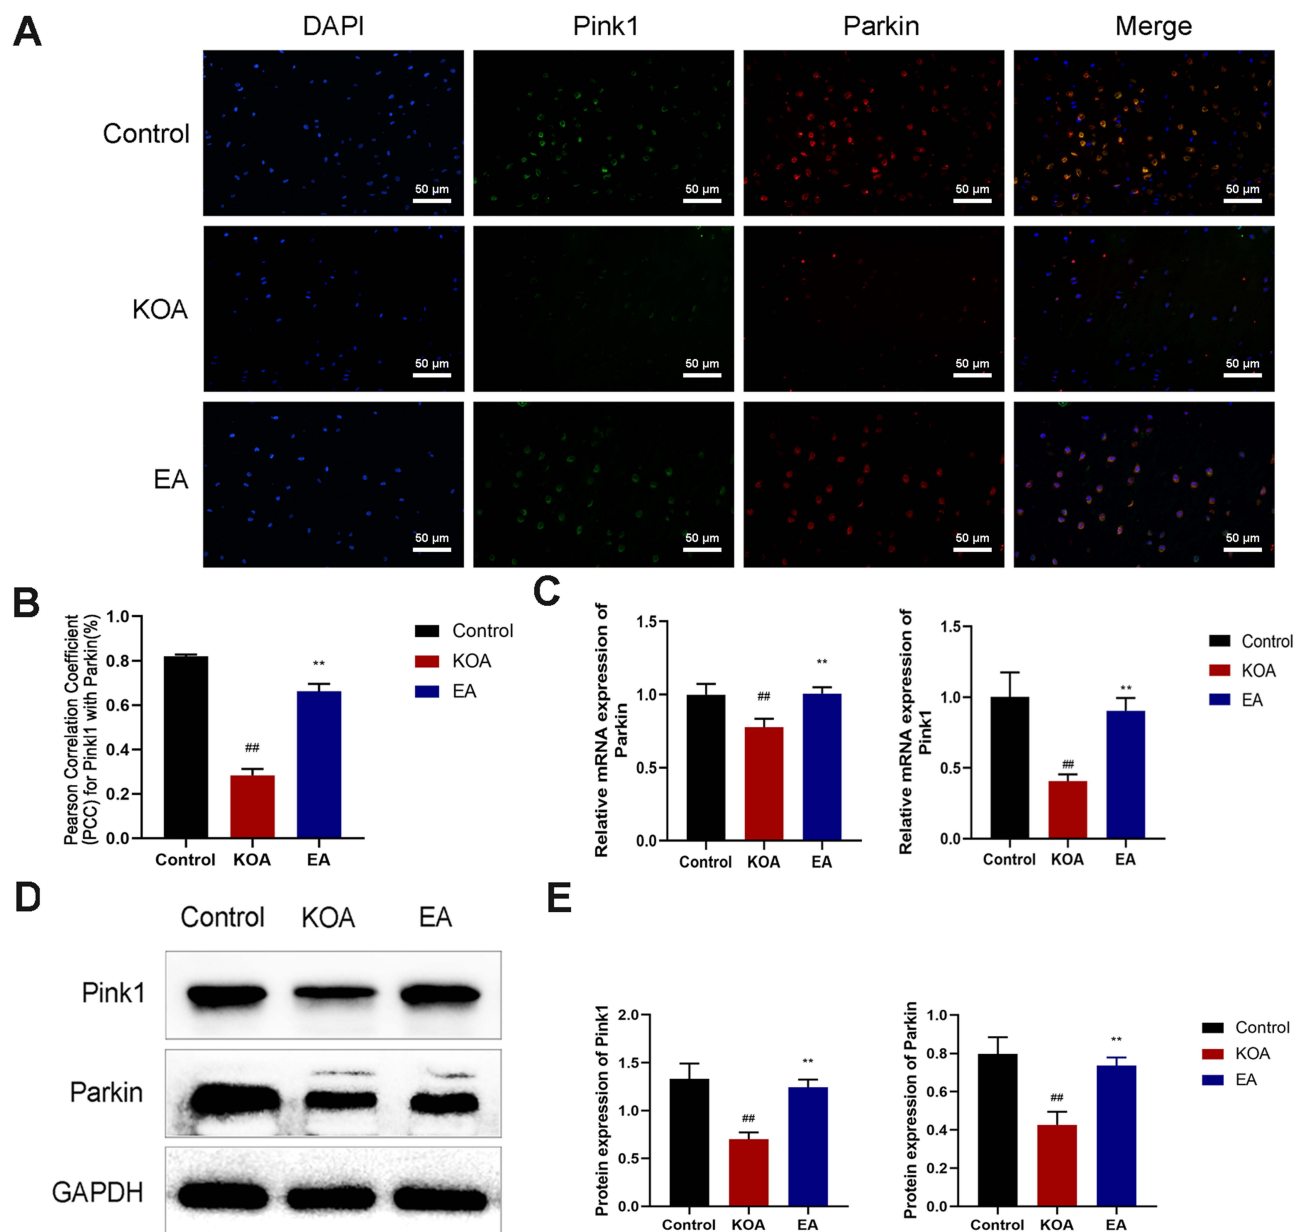 A
DAPI Pink1 Parkin Merge
Control
50 µm 50 µm 50 µm 50 µm
KOA
50 µm 50 µm 50 µm 50 µm
EA
50 µm 50 µm 50 µm 50 µm
B
Pearson Correlation Coefficient
(PCC) for Pinkl1 with Parkin(%)
1.0
0.8
0.6
0.4
0.2
0.0
##
**
Control KOA EA
Control
KOA
EA
C
Relative mRNA expression of
Parkin
1.5
1.0
0.5
0.0
##
**
Control KOA EA
Relative mRNA expression of
Pink1
1.5
1.0
0.5
0.0
##
**
Control KOA EA
Control
KOA
EA
D
Control KOA EA
Pink1
Parkin
GAPDH
E
Protein expression of Pink1
2.0
1.5
1.0
0.5
0.0
##
**
Control KOA EA
Protein expression of Parkin
1.0
0.8
0.6
0.4
0.2
0.0
##
**
Control KOA EA
Control
KOA
EA